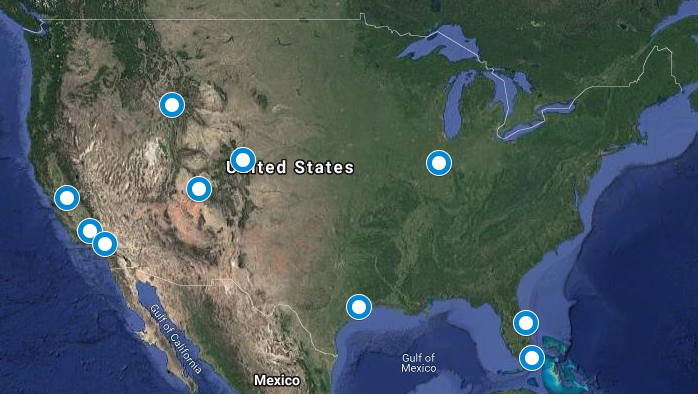 United States
Gulf of California
Gulf of
Mexico
Mexico